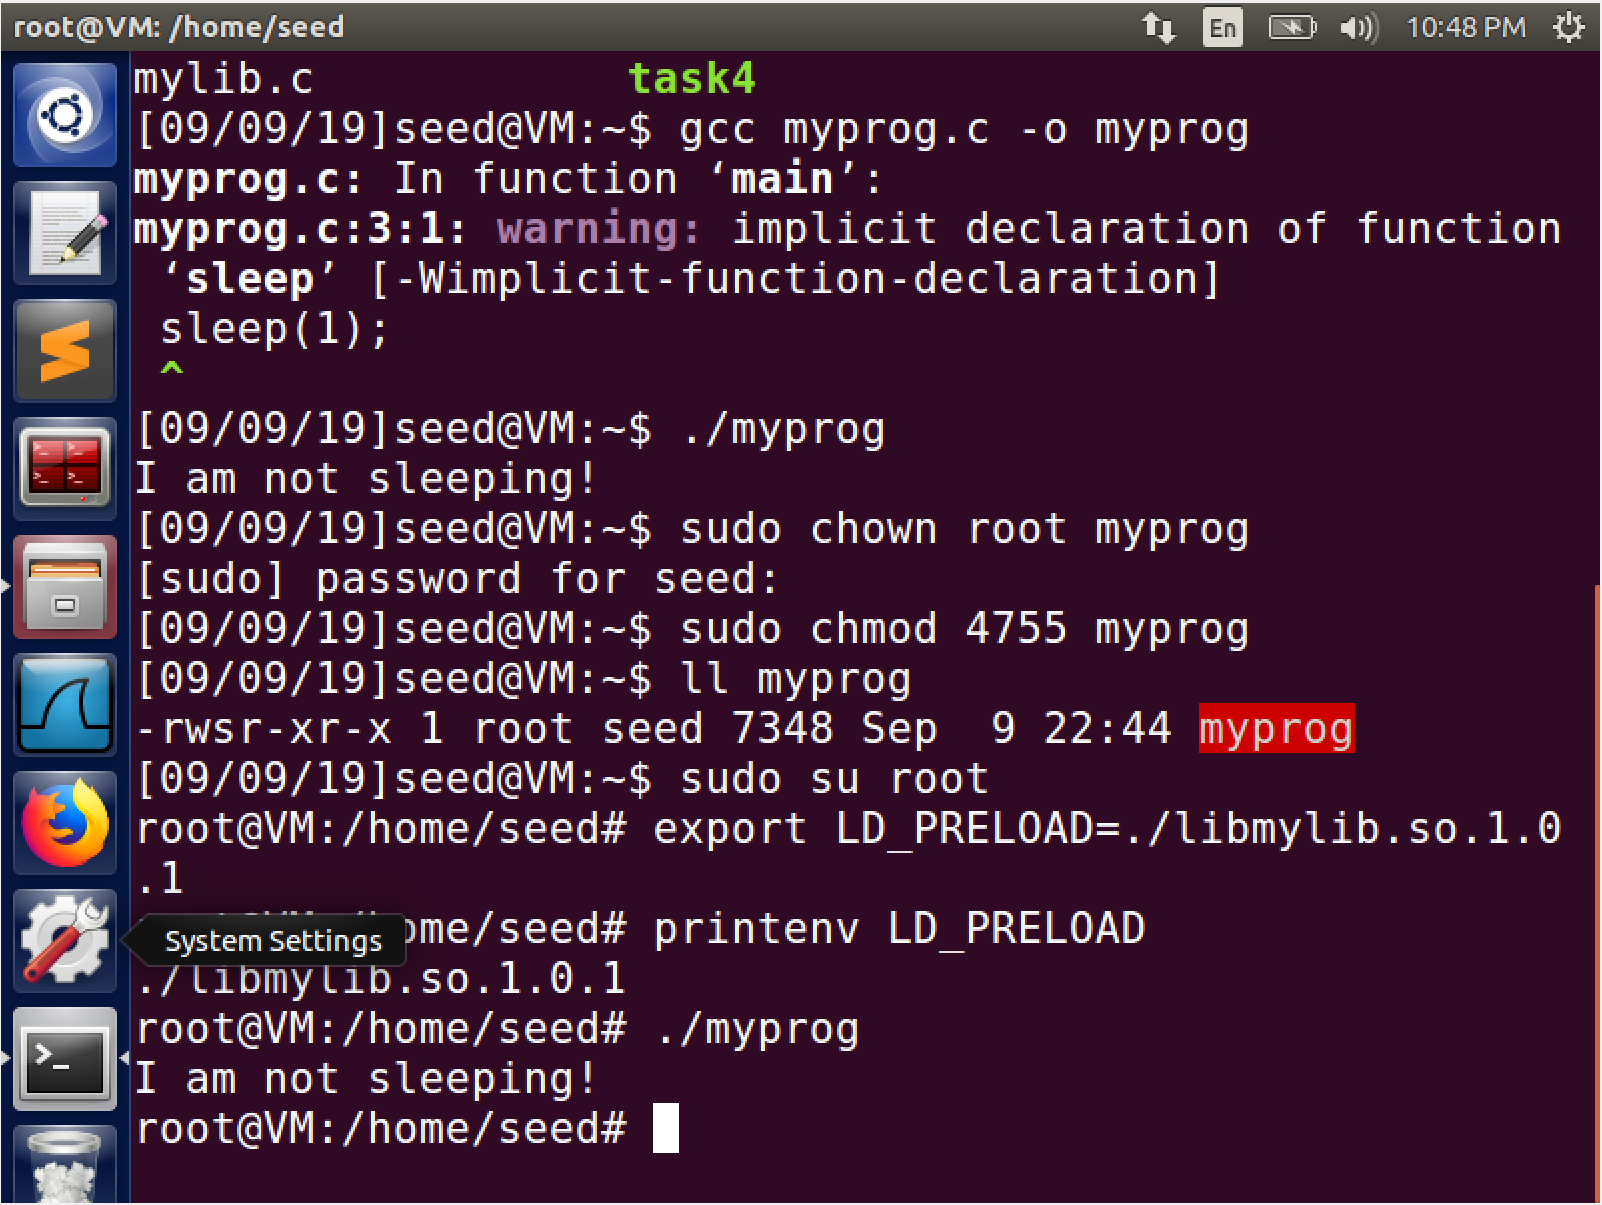 root@VM: /home/seed
En
10:48 PM
mylib.c task4
[09/09/19]seed@VM:~$ gcc myprog.c -o myprog
myprog.c: In function ‘main’:
myprog.c:3:1: warning: implicit declaration of function
‘sleep’ [-Wimplicit-function-declaration]
sleep(1);
^
[09/09/19]seed@VM:~$ ./myprog
I am not sleeping!
[09/09/19]seed@VM:~$ sudo chown root myprog
[sudo] password for seed:
[09/09/19]seed@VM:~$ sudo chmod 4755 myprog
[09/09/19]seed@VM:~$ ll myprog
-rwsr-xr-x 1 root seed 7348 Sep  9 22:44 myprog
[09/09/19]seed@VM:~$ sudo su root
root@VM:/home/seed# export LD_PRELOAD=./libmylib.so.1.0
.1
root@VM:/home/seed# printenv LD_PRELOAD
System Settings
./libmylib.so.1.0.1
root@VM:/home/seed# ./myprog
I am not sleeping!
root@VM:/home/seed#